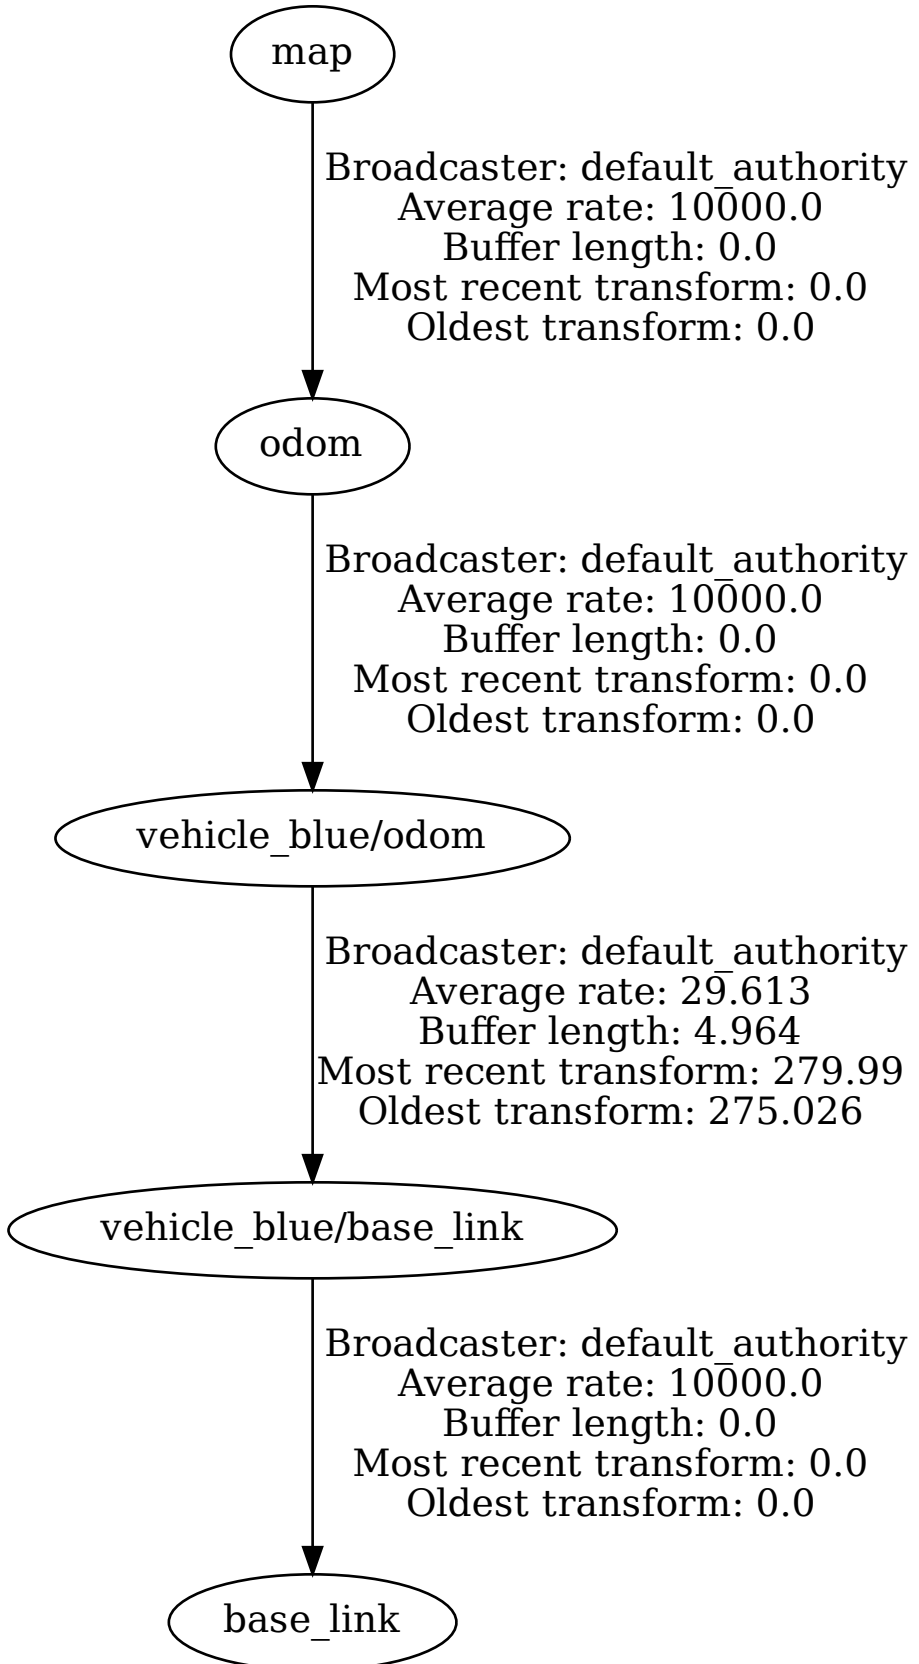 map
Broadcaster: default_authority
Average rate: 10000.0
Buffer length: 0.0
Most recent transform: 0.0
Oldest transform: 0.0
odom
Broadcaster: default_authority
Average rate: 10000.0
Buffer length: 0.0
Most recent transform: 0.0
Oldest transform: 0.0
vehicle_blue/odom
Broadcaster: default_authority
Average rate: 29.613
Buffer length: 4.964
Most recent transform: 279.99
Oldest transform: 275.026
vehicle_blue/base_link
Broadcaster: default_authority
Average rate: 10000.0
Buffer length: 0.0
Most recent transform: 0.0
Oldest transform: 0.0
base_link